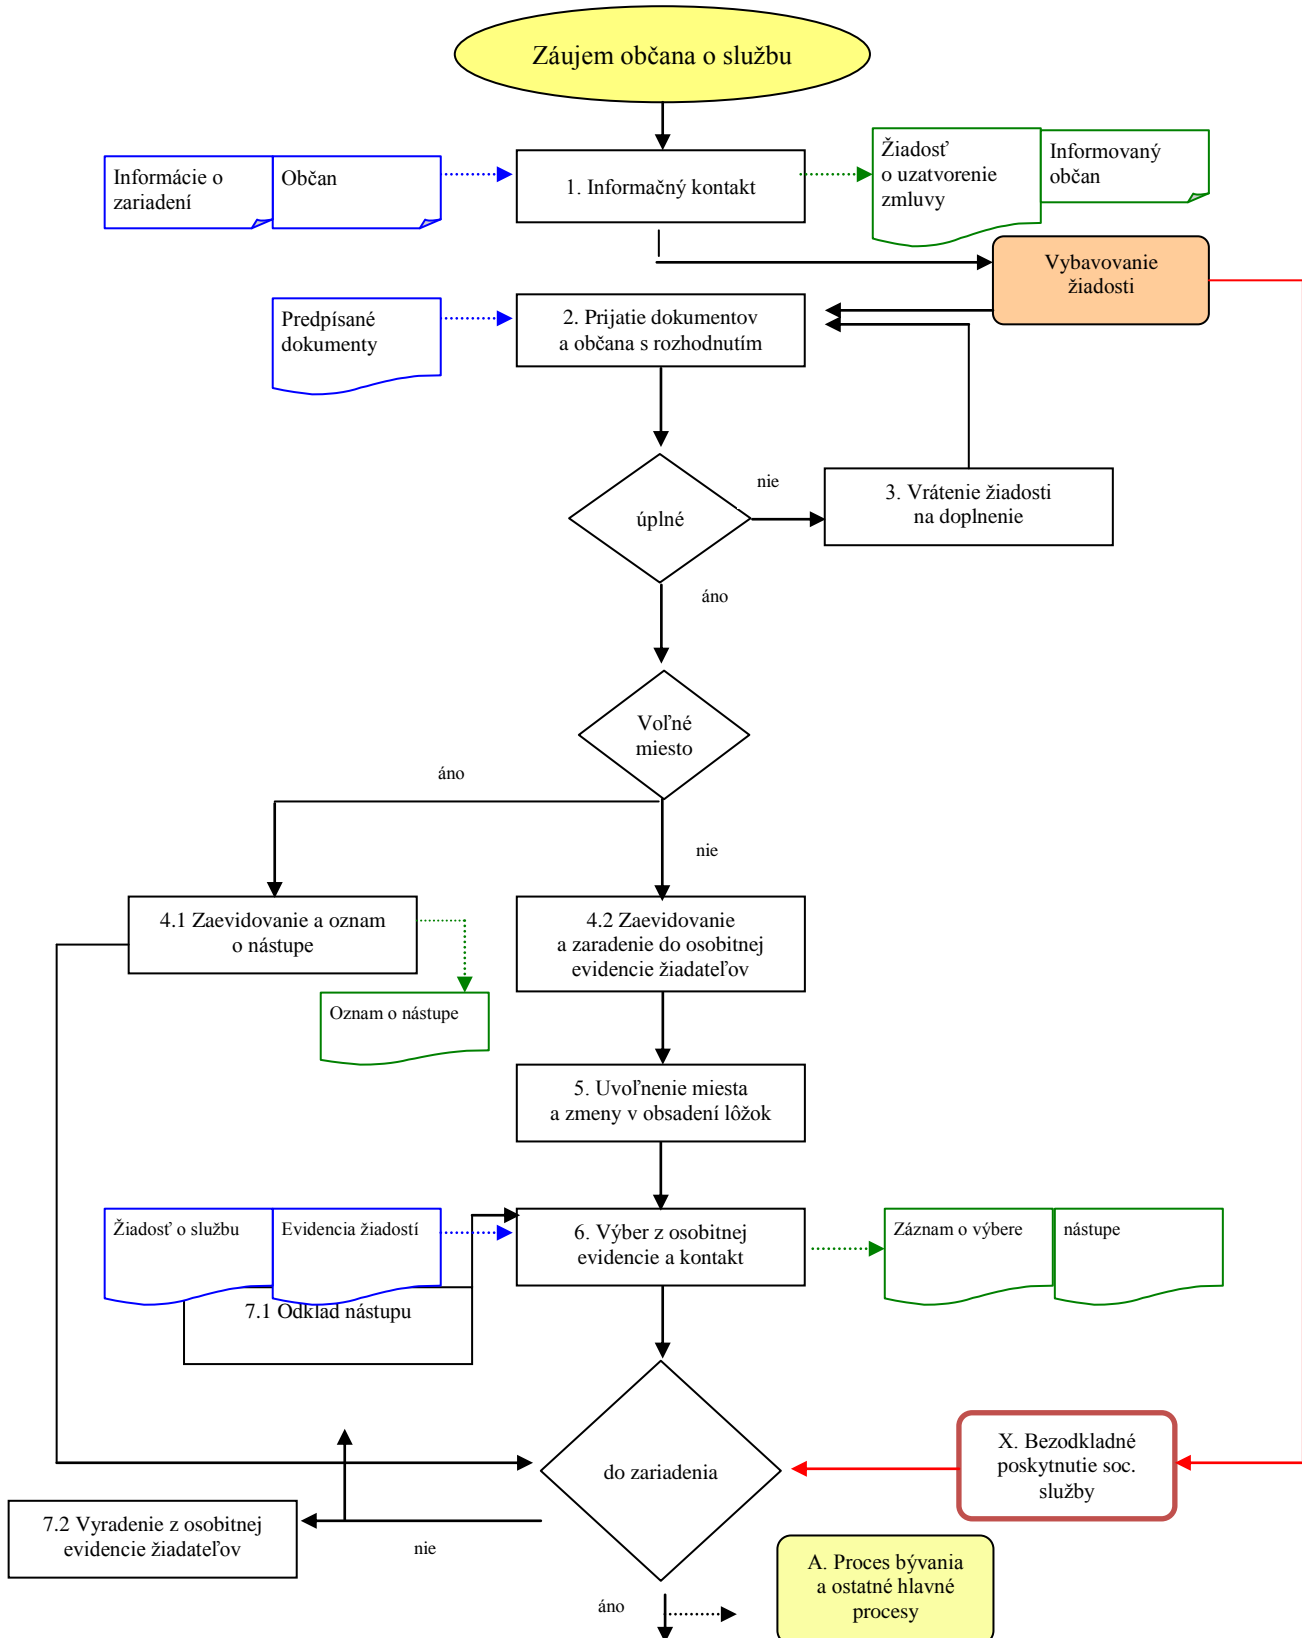 Záujem občana o službu
Informácie o
zariadení
Občan
1. Informačný kontakt
Žiadosť
o uzatvorenie
zmluvy
Informovaný
občan
Vybavovanie
žiadosti
Predpísané
dokumenty
2. Prijatie dokumentov
a občana s rozhodnutím
úplné
nie
3. Vrátenie žiadosti
na doplnenie
áno
Voľné
miesto
áno
nie
4.1 Zaevidovanie a oznam
o nástupe
4.2 Zaevidovanie
a zaradenie do osobitnej
evidencie žiadateľov
Oznam o nástupe
5. Uvoľnenie miesta
a zmeny v obsadení lôžok
Žiadosť o službu
Evidencia žiadostí
6. Výber z osobitnej
evidencie a kontakt
Záznam o výbere
nástupe
7.1 Odklad nástupu
do zariadenia
X. Bezodkladné
poskytnutie soc.
služby
7.2 Vyradenie z osobitnej
evidencie žiadateľov
nie
A. Proces bývania
a ostatné hlavné
procesy
áno